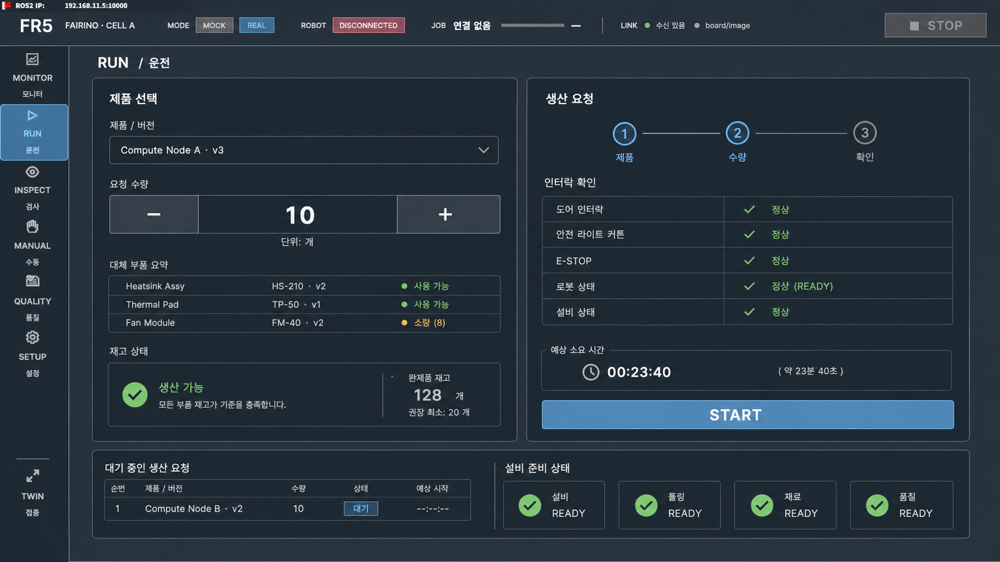 ROS2 IP: 192.168.11.5:10000
FR5 FAIRINO · CELL A MODE MOCK REAL ROBOT DISCONNECTED JOB 연결 없음 — LINK 수신 있음 board/image STOP
MONITOR
모니터
RUN
운전
INSPECT
검사
MANUAL
수동
QUALITY
품질
SETUP
설정
TWIN
접증
RUN / 운전
제품 선택
제품 / 버전
Compute Node A · v3
요청 수량
− 10 +
단위: 개
대체 부품 요약
Heatsink Assy HS-210 · v2 사용 가능
Thermal Pad TP-50 · v1 사용 가능
Fan Module FM-40 · v2 소량 (8)
재고 상태
생산 가능
모든 부품 재고가 기준을 충족합니다.
완제품 재고
128 개
권장 최소: 20 개
생산 요청
1 2 3
제품 수량 확인
인터락 확인
도어 인터락 정상
안전 라이트 커튼 정상
E-STOP 정상
로봇 상태 정상 (READY)
설비 상태 정상
예상 소요 시간
00:23:40 ( 약 23분 40초 )
START
대기 중인 생산 요청
순번 제품 / 버전 수량 상태 예상 시작
1 Compute Node B · v2 10 대기 --:--:--
설비 준비 상태
설비 READY
툴링 READY
재료 READY
품질 READY